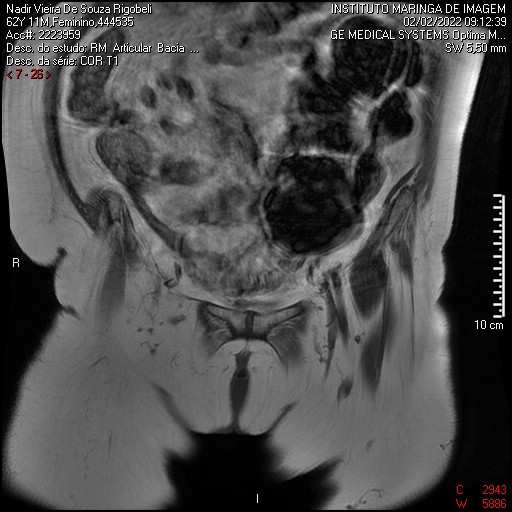 Nadir Vieira De Souza Rigobeli
62Y 11M,Feminino,444535
Acc#: 2223959
Desc. do estudo: RM Articular Bacia ...
Desc. da série: COR T1
< 7 - 26 >
INSTITUTO MARINGA DE IMAGEM
02/02/2022 09:12:39
GE MEDICAL SYSTEMS Optima M...
SW 5.50 mm
R
10 cm
I
C 2943
W 5886